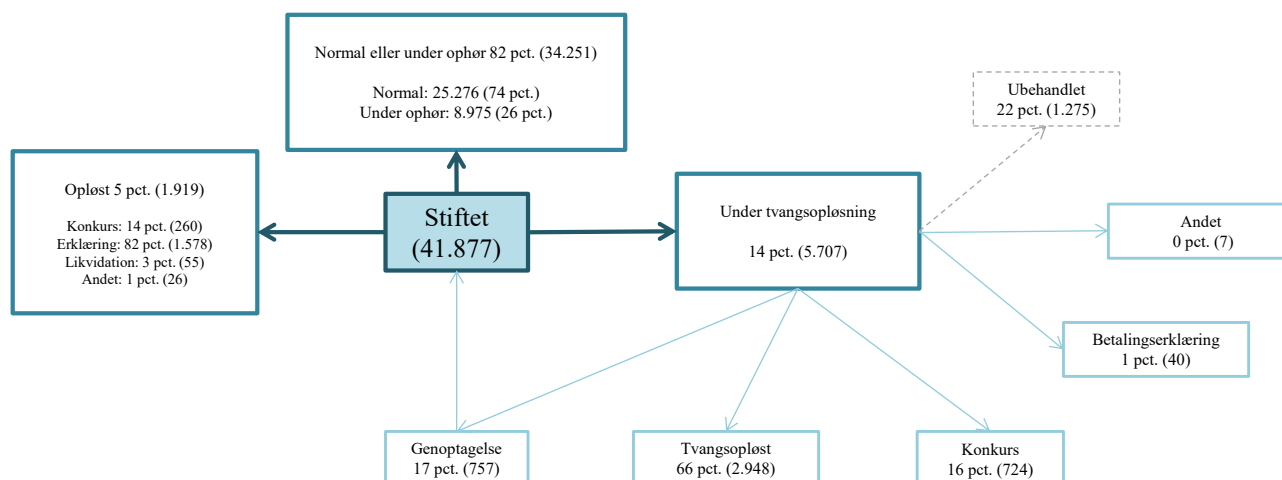 Normal eller under ophør 82 pct. (34.251)
Normal: 25.276 (74 pct.)
Under ophør: 8.975 (26 pct.)
Ubehandlet
22 pct. (1.275)
Opløst 5 pct. (1.919)
Konkurs: 14 pct. (260)
Erklæring: 82 pct. (1.578)
Likvidation: 3 pct. (55)
Andet: 1 pct. (26)
Stiftet
(41.877)
Under tvangsopløsning
14 pct. (5.707)
Andet
0 pct. (7)
Betalingserklæring
1 pct. (40)
Genoptagelse
17 pct. (757)
Tvangsopløst
66 pct. (2.948)
Konkurs
16 pct. (724)